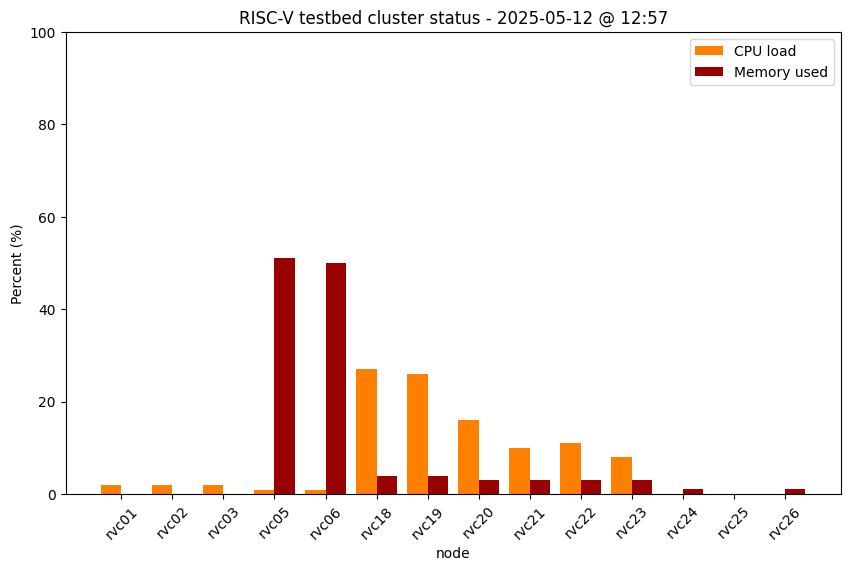 RISC-V testbed cluster status - 2025-05-12 @ 12:57
CPU load
Memory used
Percent (%)
100
80
60
40
20
0
rvc01
rvc02
rvc03
rvc05
rvc06
rvc18
rvc19
rvc20
rvc21
rvc22
rvc23
rvc24
rvc25
rvc26
node